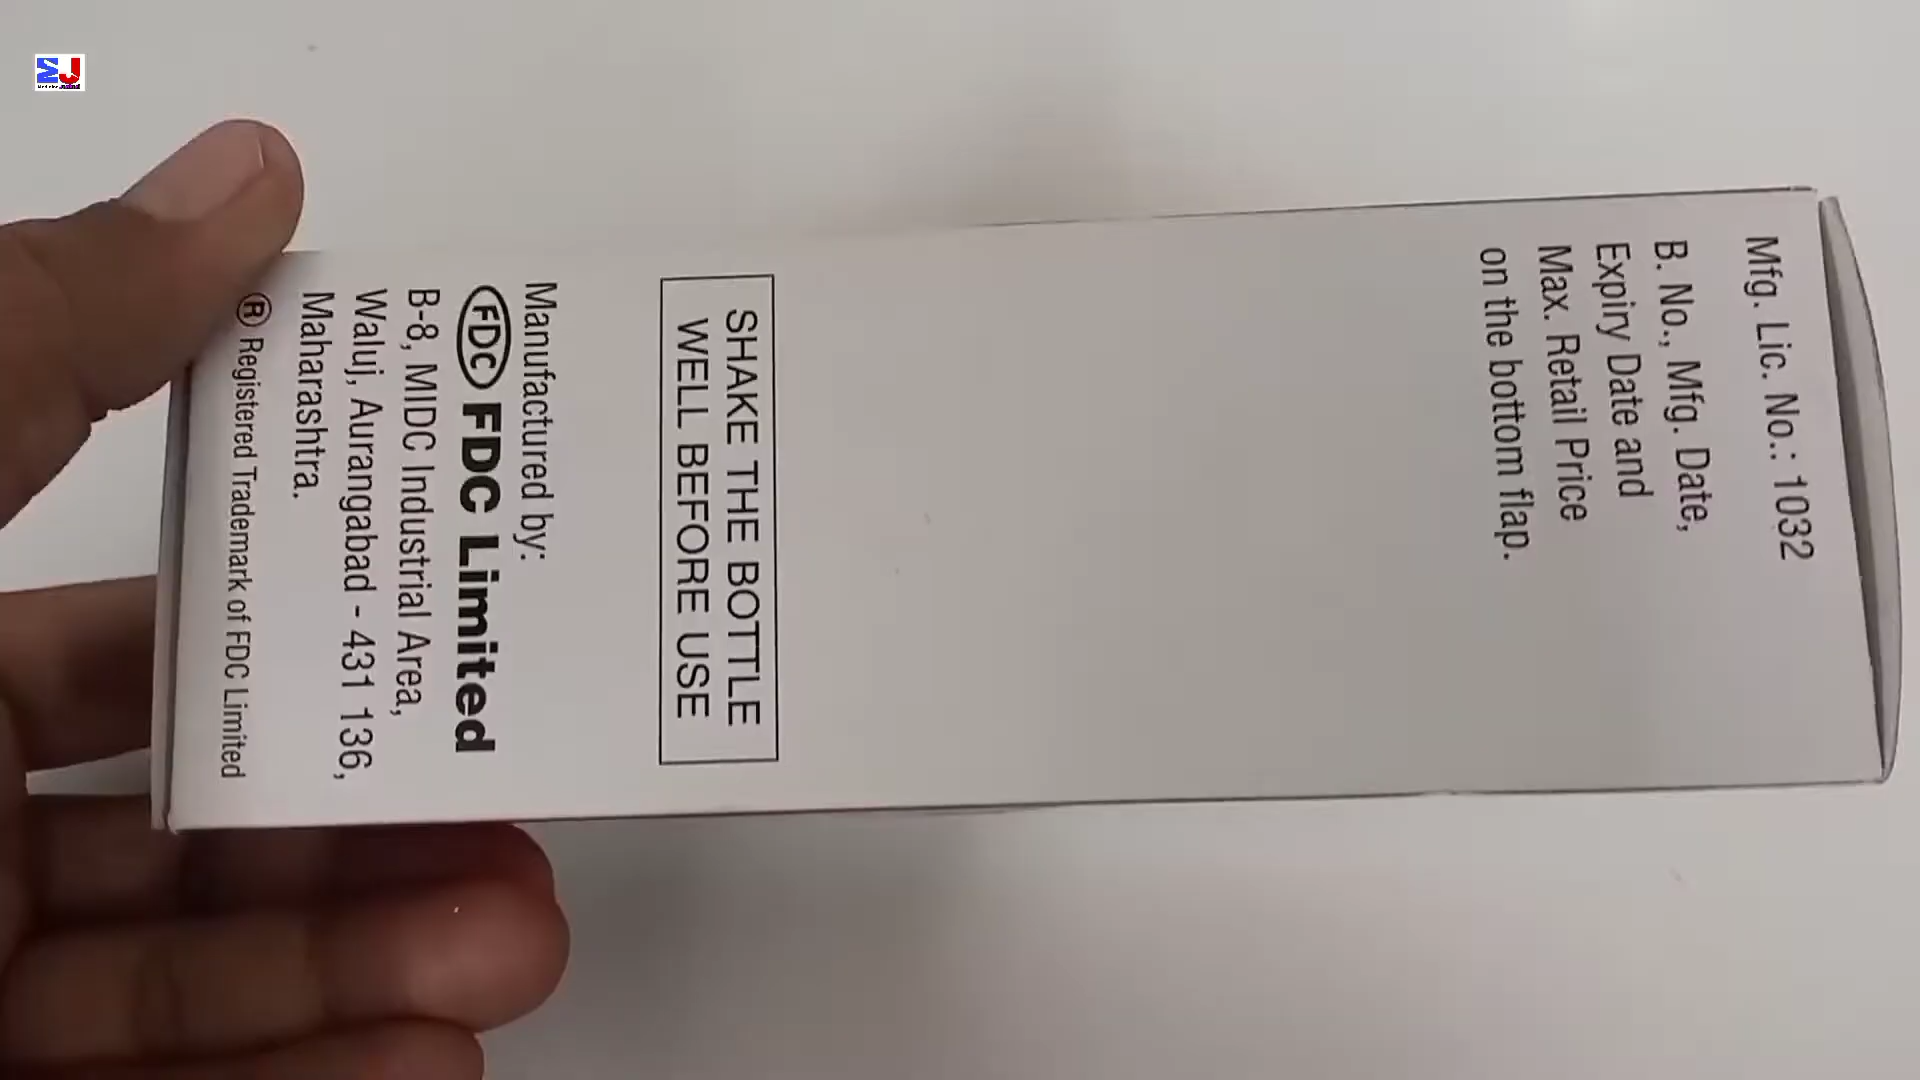 Mfg. Lic. No.: 1032
B. No., Mfg. Date,
Expiry Date and
Max. Retail Price
on the bottom flap.
SHAKE THE BOTTLE
WELL BEFORE USE
Manufactured by:
FDC FDC Limited
B-8, MIDC Industrial Area,
Waluj, Aurangabad - 431 136,
Maharashtra.
® Registered Trademark of FDC Limited